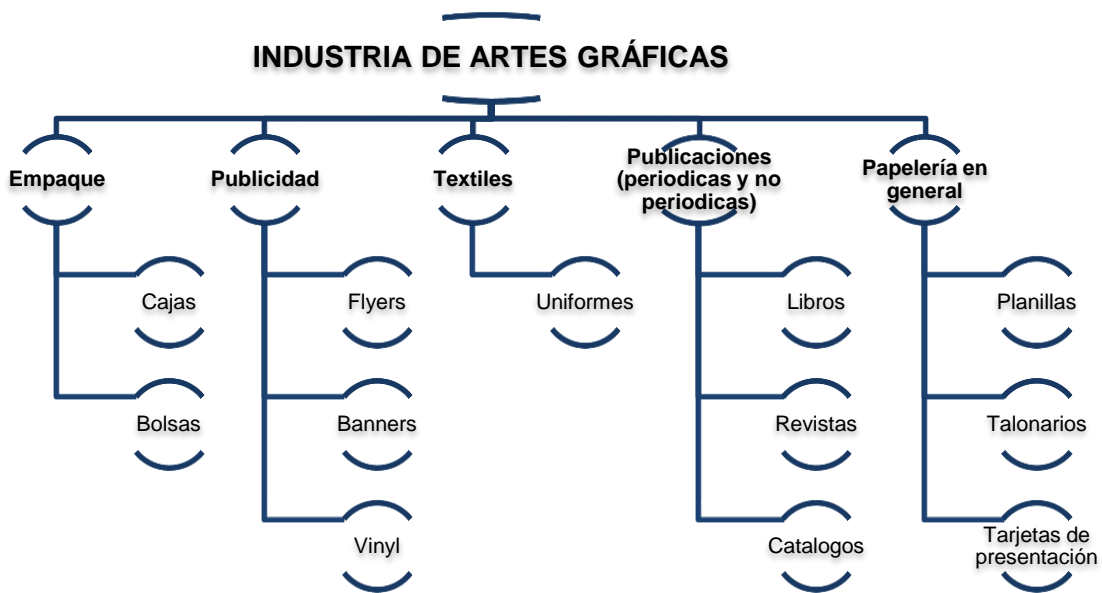 INDUSTRIA DE ARTES GRÁFICAS
Empaque
Publicidad
Textiles
Publicaciones
(periodicas y no
periodicas)
Papelería en
general
Cajas
Flyers
Uniformes
Libros
Planillas
Bolsas
Banners
Revistas
Talonarios
Vinyl
Catalogos
Tarjetas de
presentación